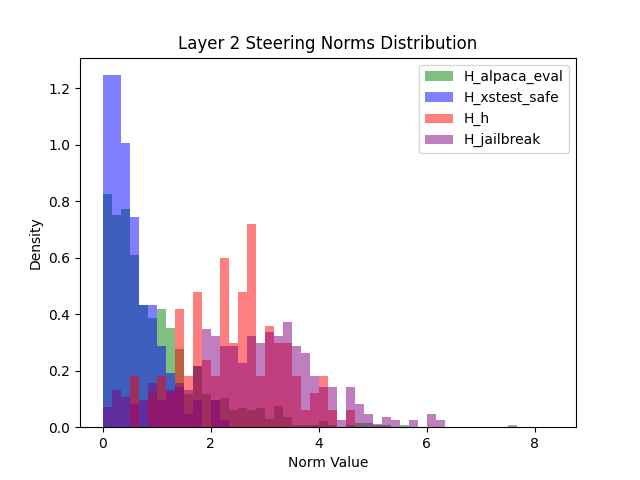 Layer 2 Steering Norms Distribution
H_alpaca_eval
H_xstest_safe
H_h
H_jailbreak
Density
1.2
1.0
0.8
0.6
0.4
0.2
0.0
0 2 4 6 8
Norm Value